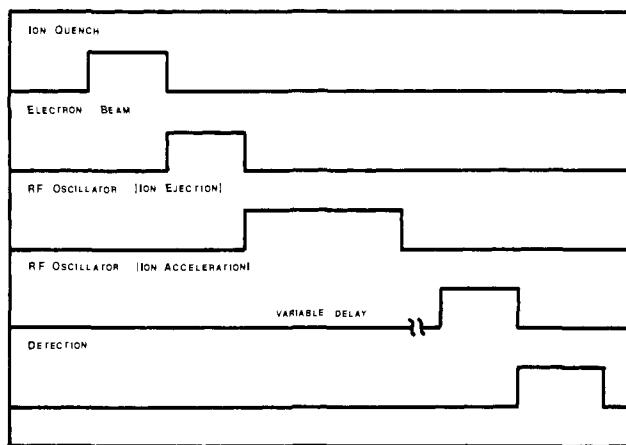 ION QUENCH
ELECTRON BEAM
RF OSCILLATOR |ION EJECTION|
RF OSCILLATOR |ION ACCELERATION|
VARIABLE DELAY
DETECTION